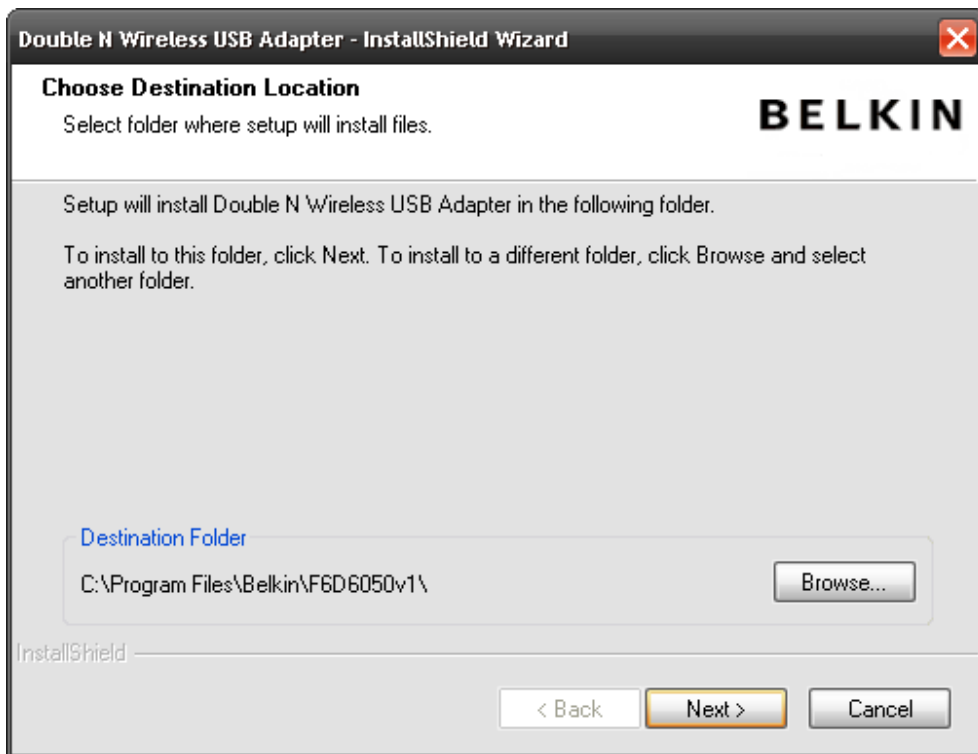 Double N Wireless USB Adapter - InstallShield Wizard
Choose Destination Location
Select folder where setup will install files.
BELKIN
Setup will install Double N Wireless USB Adapter in the following folder.
To install to this folder, click Next. To install to a different folder, click Browse and select
another folder.
Destination Folder
C:\Program Files\Belkin\F6D6050v1\
Browse...
InstallShield
< Back
Next >
Cancel